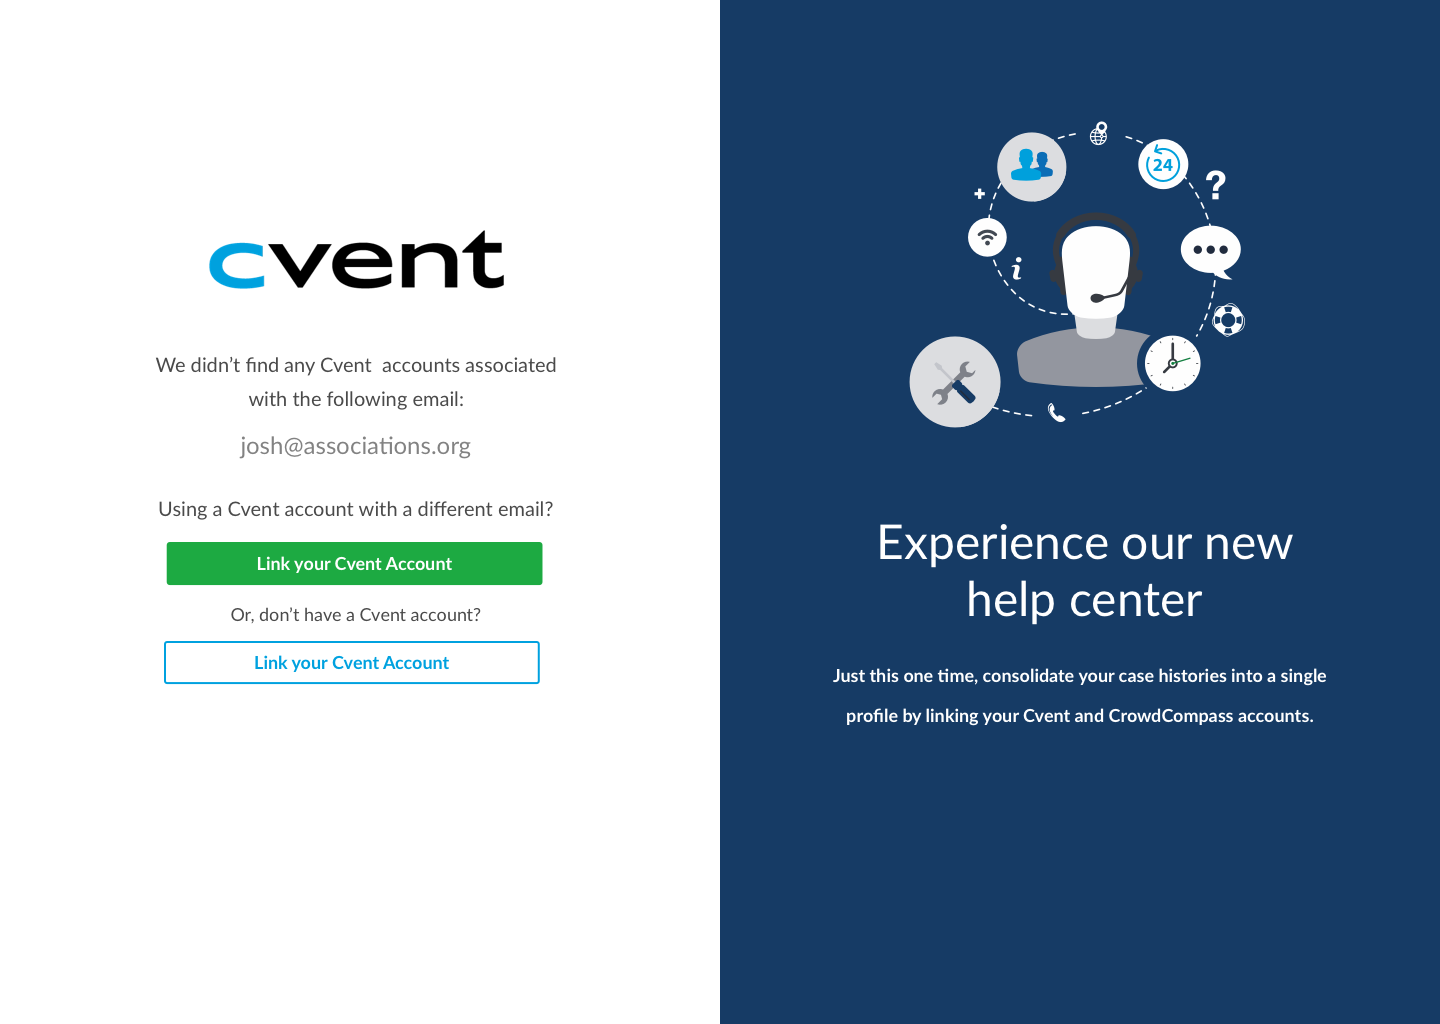 cvent
We didn’t find any Cvent  accounts associated
with the following email:
josh@associations.org
Using a Cvent account with a different email?
Link your Cvent Account
Or, don’t have a Cvent account?
Link your Cvent Account
24
?
i
Experience our new
help center
Just this one time, consolidate your case histories into a single
profile by linking your Cvent and CrowdCompass accounts.